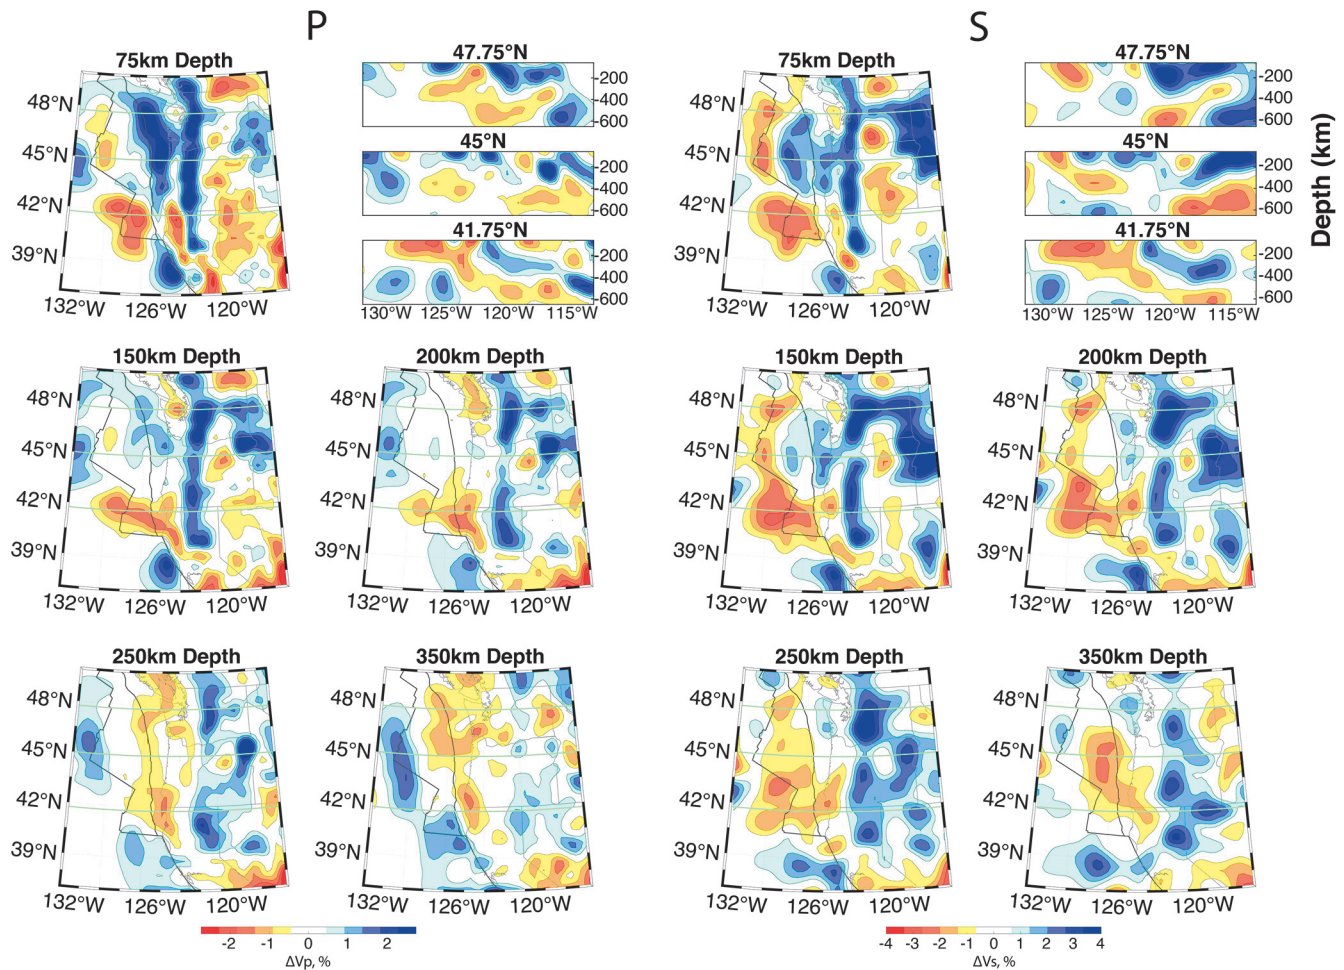 P
S
75km Depth
47.75°N
75km Depth
47.75°N
48°N
45°N
42°N
39°N
132°W 126°W 120°W
-200
-400
-600
45°N
-200
-400
-600
41.75°N
-200
-400
-600
130°W 125°W 120°W 115°W
132°W 126°W 120°W
-200
-400
-600
45°N
-200
-400
-600
41.75°N
-200
-400
-600
130°W 125°W 120°W 115°W
48°N
45°N
42°N
39°N
Depth (km)
150km Depth
200km Depth
150km Depth
200km Depth
48°N 48°N 48°N 48°N
45°N 45°N 45°N 45°N
42°N 42°N 42°N 42°N
39°N 39°N 39°N 39°N
132°W 126°W 120°W 132°W 126°W 120°W 132°W 126°W 120°W 132°W 126°W 120°W
250km Depth
350km Depth
250km Depth
350km Depth
48°N 48°N 48°N 48°N
45°N 45°N 45°N 45°N
42°N 42°N 42°N 42°N
39°N 39°N 39°N 39°N
132°W 126°W 120°W 132°W 126°W 120°W 132°W 126°W 120°W 132°W 126°W 120°W
-2 -1 0 1 2
ΔVp, %
-4 -3 -2 -1 0 1 2 3 4
ΔVs, %